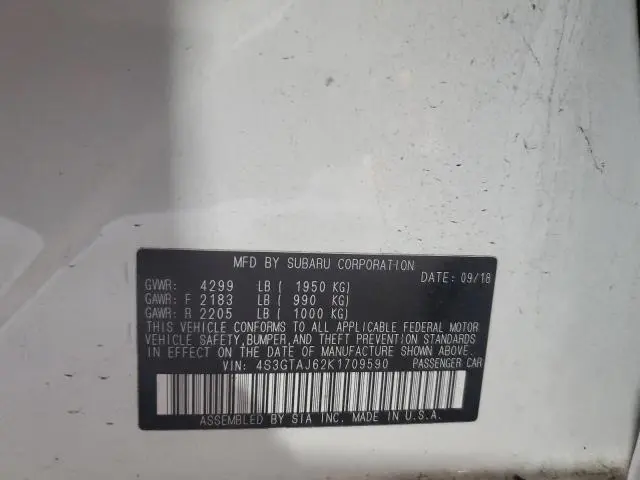 MFD BY SUBARU CORPORATION
DATE: 09/18
GVWR: 4299 LB ( 1950 KG)
GAWR: F 2183 LB ( 990 KG)
GAWR: R 2205 LB ( 1000 KG)
THIS VEHICLE CONFORMS TO ALL APPLICABLE FEDERAL MOTOR
VEHICLE SAFETY, BUMPER, AND THEFT PREVENTION STANDARDS
IN EFFECT ON THE DATE OF MANUFACTURE SHOWN ABOVE.
VIN: 4S3GTAJ62K1709590 PASSENGER CAR
ASSEMBLED BY SIA INC. MADE IN U.S.A.